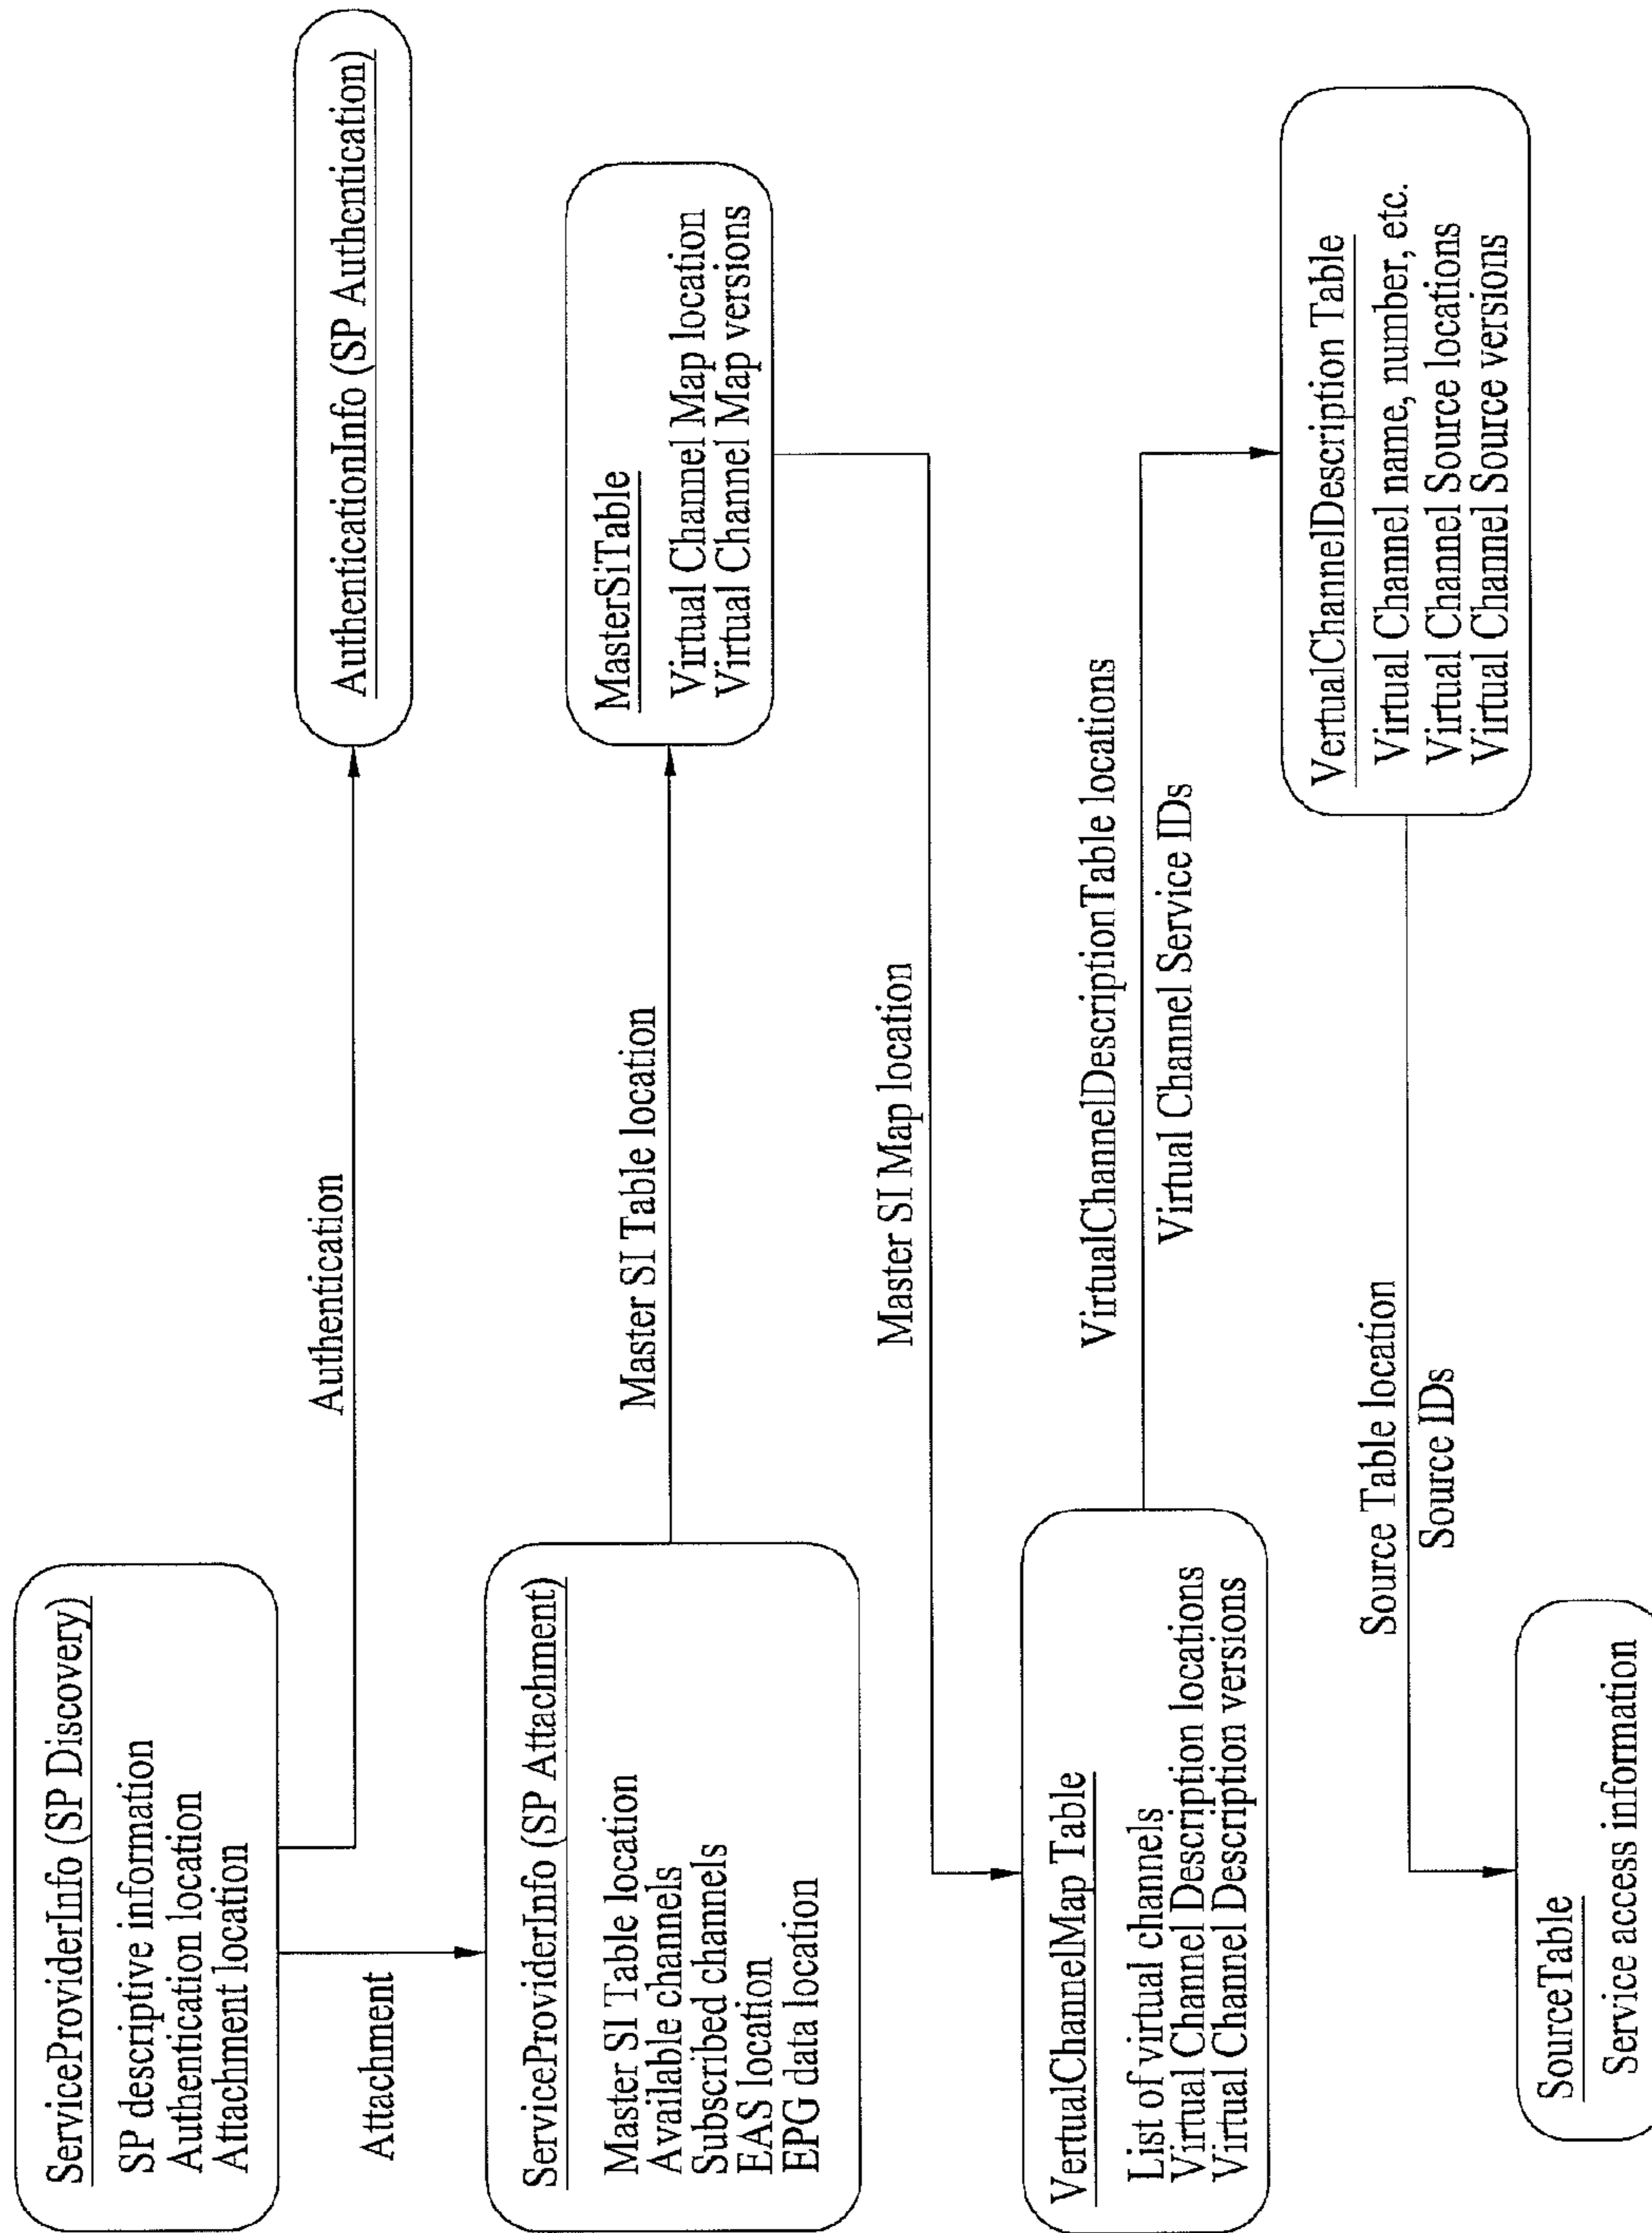 ServiceProviderInfo (SP Discovery)
SP descriptive information
Authentication location
Attachment location
Authentication
AuthenticationInfo (SP Authentication)
Attachment
ServiceProviderInfo (SP Attachment)
Master SI Table location
Available channels
Subscribed channels
EAS location
EPG data location
Master SI Table location
MasterSiTable
Virtual Channel Map location
Virtual Channel Map versions
Master SI Map location
VertualChannelMap Table
List of virtual channels
Virtual Channel Description locations
Virtual Channel Description versions
VirtualChannelDescriptionTable locations
Virtual Channel Service IDs
VertualChannelDescription Table
Virtual Channel name, number, etc.
Virtual Channel Source locations
Virtual Channel Source versions
Source Table location
Source IDs
SourceTable
Service access information